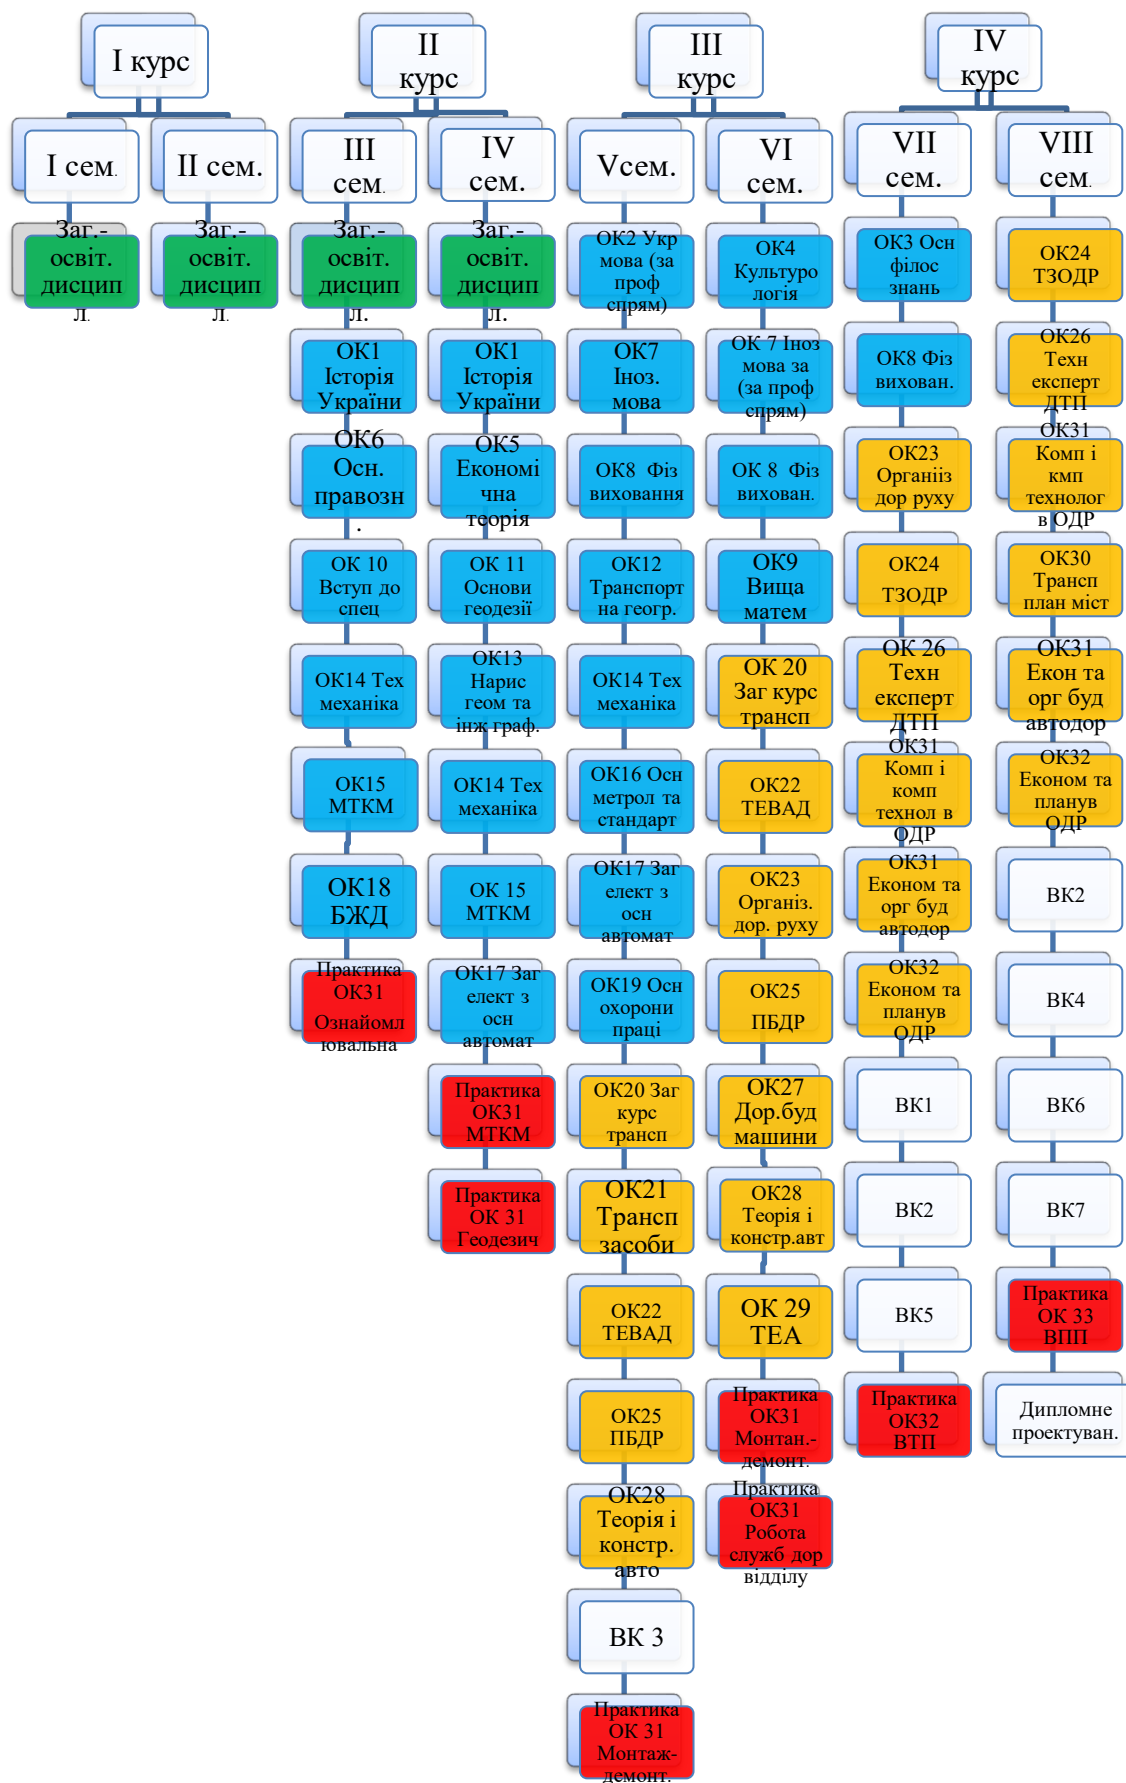 І курс
ІІ
курс
ІІІ
курс
IV
курс
І сем.
ІІ сем.
ІІІ
сем.
IV
сем.
Vсем.
VI
сем.
VII
сем.
VIII
сем.
Заг.-
освіт.
дисцип
л.
Заг.-
освіт.
дисцип
л.
Заг.-
освіт.
дисцип
л.
Заг.-
освіт.
дисцип
л.
ОК2 Укр
мова (за
проф
спрям)
ОК4
Культуро
логія
ОК3 Осн
філос
знань
ОК24
ТЗОДР
ОК1
Історія
України
ОК1
Історія
України
ОК7
Іноз.
мова
ОК 7 Іноз
мова за
(за проф
спрям)
ОК8 Фіз
вихован.
ОК26
Техн
експерт
ДТП
ОК6
Осн.
правозн
.
ОК5
Економі
чна
теорія
ОК8 Фіз
виховання
ОК 8 Фіз
вихован.
ОК23
Органііз
дор руху
ОК31
Комп і
кмп
технолог
в ОДР
ОК 10
Вступ до
спец
ОК 11
Основи
геодезії
ОК12
Транспорт
на геогр.
ОК9
Вища
матем
ОК24
ТЗОДР
ОК30
Трансп
план міст
ОК14 Тех
механіка
ОК13
Нарис
геом та
інж граф.
ОК14 Тех
механіка
ОК 20
Заг курс
трансп
ОК 26
Техн
експерт
ДТП
ОК31
Екон та
орг буд
автодор
ОК15
МТКМ
ОК14 Тех
механіка
ОК16 Осн
метрол та
стандарт
ОК22
ТЕВАД
ОК31
Комп і
комп
технол в
ОДР
ОК32
Економ та
планув
ОДР
ОК18
БЖД
ОК 15
МТКМ
ОК17 Заг
елект з
осн
автомат
ОК23
Організ.
дор. руху
ОК31
Економ та
орг буд
автодор
ВК2
Практика
ОК31
Ознайомл
ювальна
ОК17 Заг
елект з
осн
автомат
ОК19 Осн
охорони
праці
ОК25
ПБДР
ОК32
Економ та
планув
ОДР
ВК4
Практика
ОК31
МТКМ
ОК20 Заг
курс
трансп
ОК27
Дор.буд
машини
ВК1
ВК6
Практика
ОК 31
Геодезич
ОК21
Трансп
засоби
ОК28
Теорія і
констр.авт
ВК2
ВК7
ОК22
ТЕВАД
ОК 29
ТЕА
ВК5
Практика
ОК 33
ВПП
ОК25
ПБДР
Практика
ОК31
Монтан.-
демонт.
Практика
ОК32
ВТП
Дипломне
проектуван.
ОК28
Теорія і
констр.
авто
Практика
ОК31
Робота
служб дор
відділу
ВК 3
Практика
ОК 31
Монтаж-
демонт.